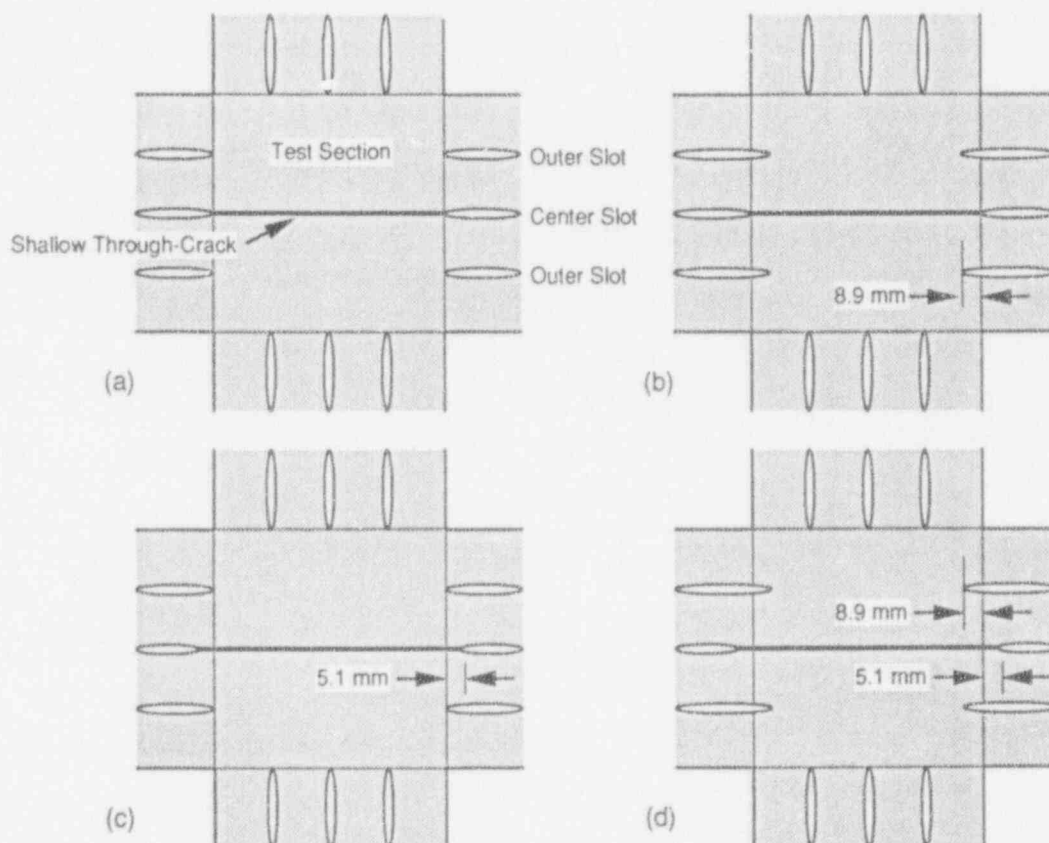 Test Section
Outer Slot
Center Slot
Shallow Through-Crack
Outer Slot
8.9 mm
(a)
(b)
8.9 mm
5.1 mm
5.1 mm
(c)
(d)